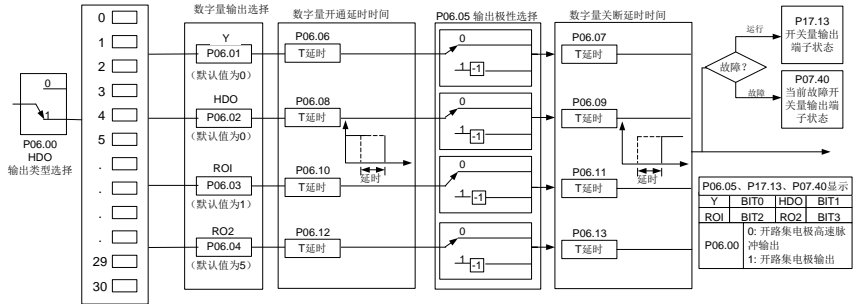 0
1
2
3
4
5
.
.
.
.
29
30
0
1
P06.00
HDO
输出类型选择
数字量输出选择
Y
P06.01
（默认值为0）
HDO
P06.02
（默认值为0）
ROI
P06.03
（默认值为1）
RO2
P06.04
（默认值为5）
数字量开通延时时间
P06.06
T延时
P06.08
T延时
延时
P06.10
T延时
P06.12
T延时
P06.05 输出极性选择
0
1
-1
0
1
-1
0
1
-1
0
1
-1
数字量关断延时时间
P06.07
T延时
P06.09
T延时
延时
P06.11
T延时
P06.13
T延时
故障？
运行
故障
P17.13
开关量输出
端子状态
P07.40
当前故障开
关量输出端
子状态
P06.05、P17.13、P07.40显示
Y BIT0 HDO BIT1
ROI BIT2 RO2 BIT3
P06.00
0: 开路集电极高速脉
冲输出
1: 开路集电极输出